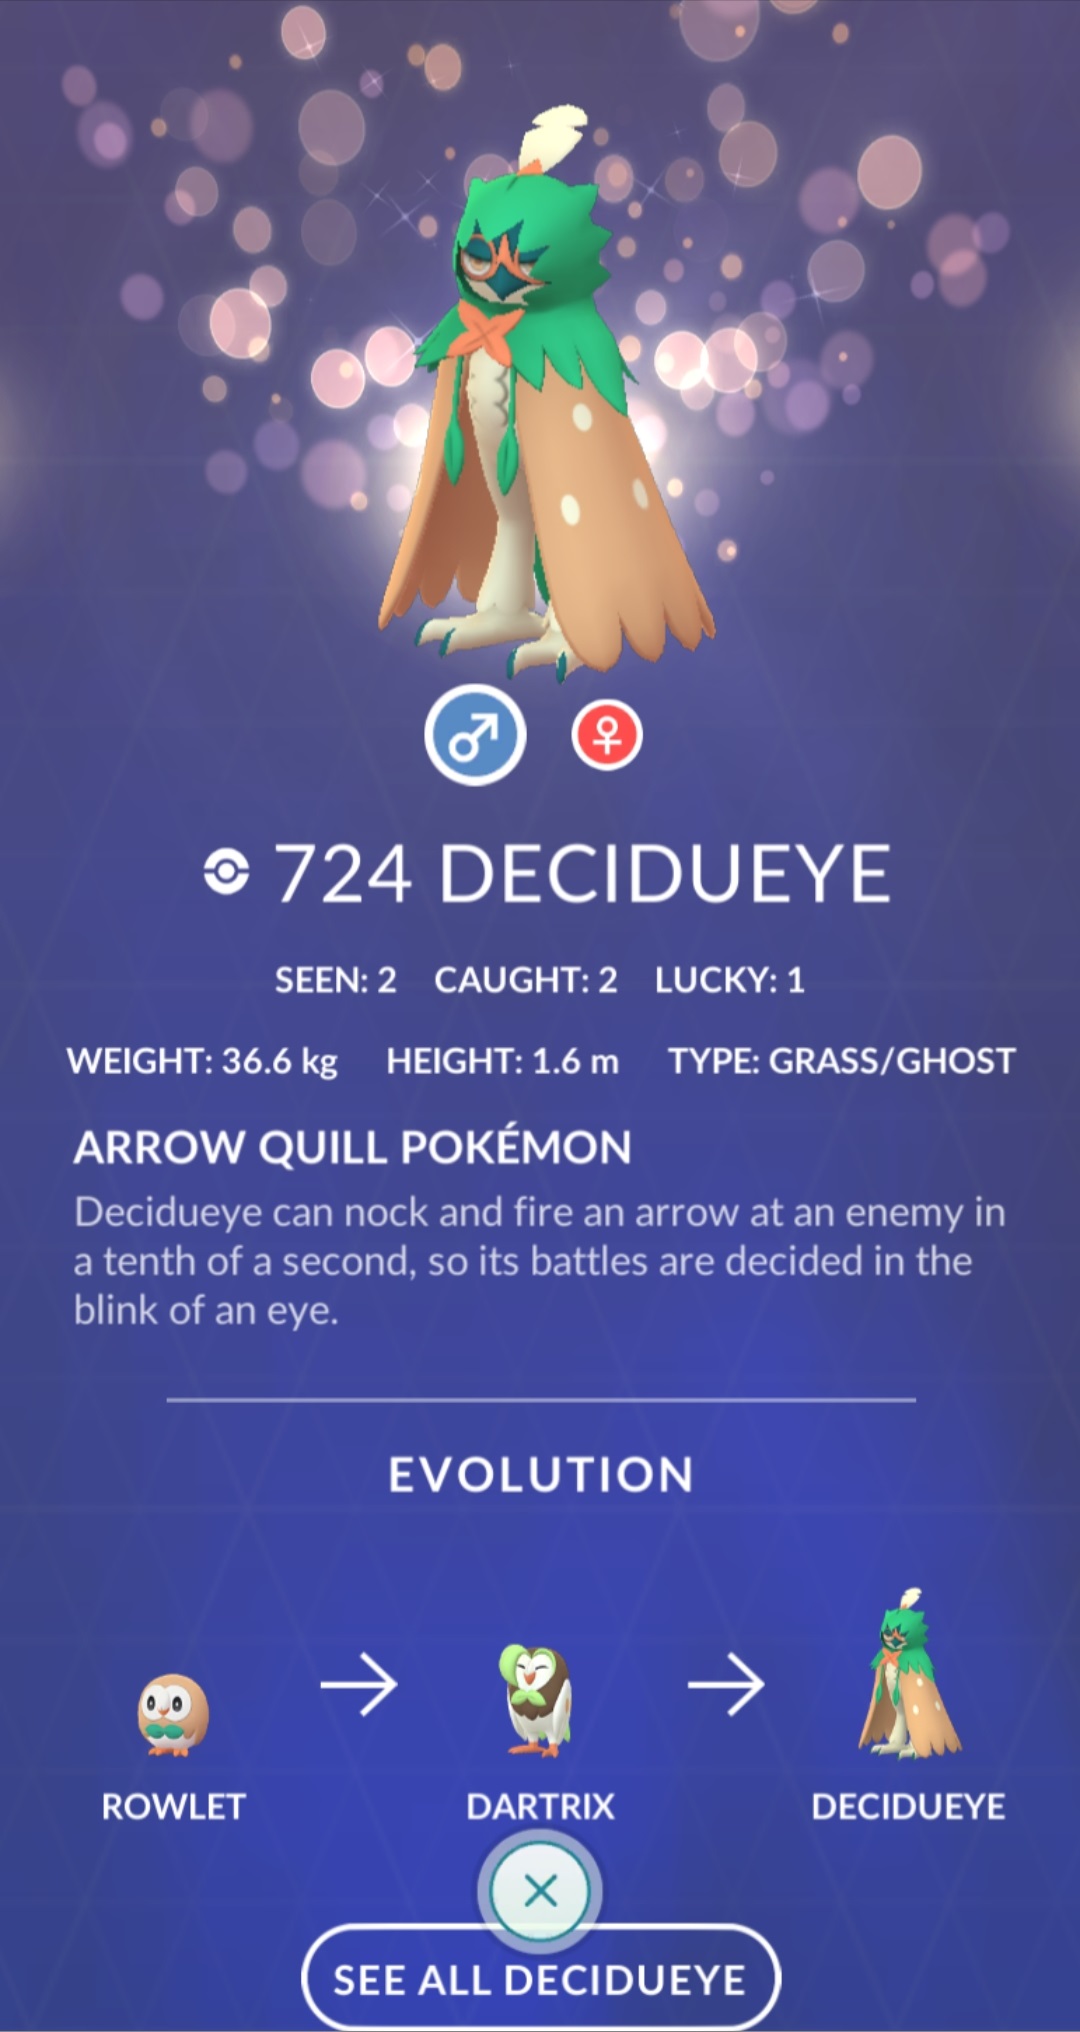 724 DECIDUEYE
SEEN: 2 CAUGHT: 2 LUCKY: 1
WEIGHT: 36.6 kg HEIGHT: 1.6 m TYPE: GRASS/GHOST
ARROW QUILL POKÉMON
Decidueye can nock and fire an arrow at an enemy in
a tenth of a second, so its battles are decided in the
blink of an eye.
EVOLUTION
ROWLET DARTRIX DECIDUEYE
SEE ALL DECIDUEYE